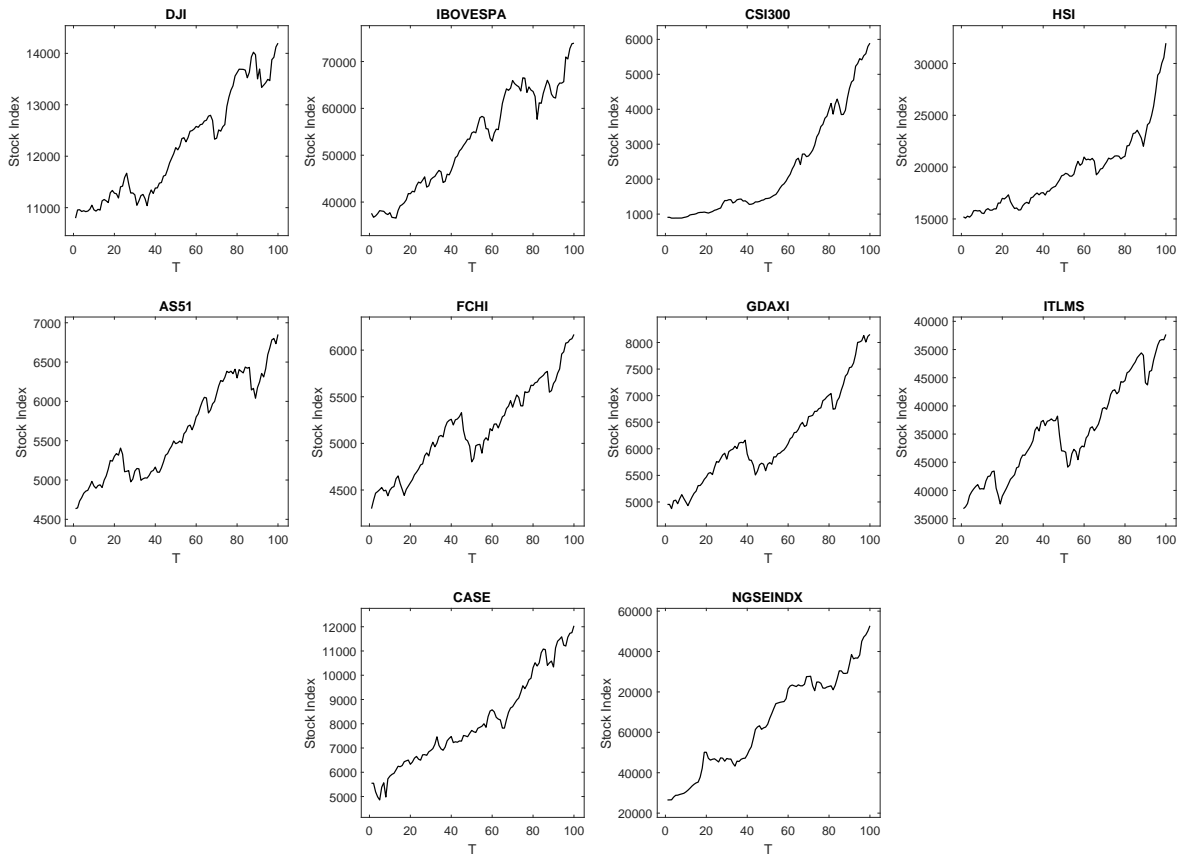 DJI
14000
13000
12000
11000
Stock Index
0 20 40 60 80 100
T
IBOVESPA
70000
60000
50000
40000
Stock Index
0 20 40 60 80 100
T
CSI300
6000
5000
4000
3000
2000
1000
Stock Index
0 20 40 60 80 100
T
HSI
30000
25000
20000
15000
Stock Index
0 20 40 60 80 100
T
AS51
7000
6500
6000
5500
5000
4500
Stock Index
0 20 40 60 80 100
T
FCHI
6000
5500
5000
4500
Stock Index
0 20 40 60 80 100
T
GDAXI
8000
7500
7000
6500
6000
5500
5000
Stock Index
0 20 40 60 80 100
T
ITLMS
40000
35000
45000
40000
35000
45000
40000
35000
Stock Index
0 20 40 60 80 100
T
CASE
12000
11000
10000
9000
8000
7000
6000
5000
Stock Index
0 20 40 60 80 100
T
NGSEINDX
60000
40000
20000
60000
40000
20000
Stock Index
0 20 40 60 80 100
T